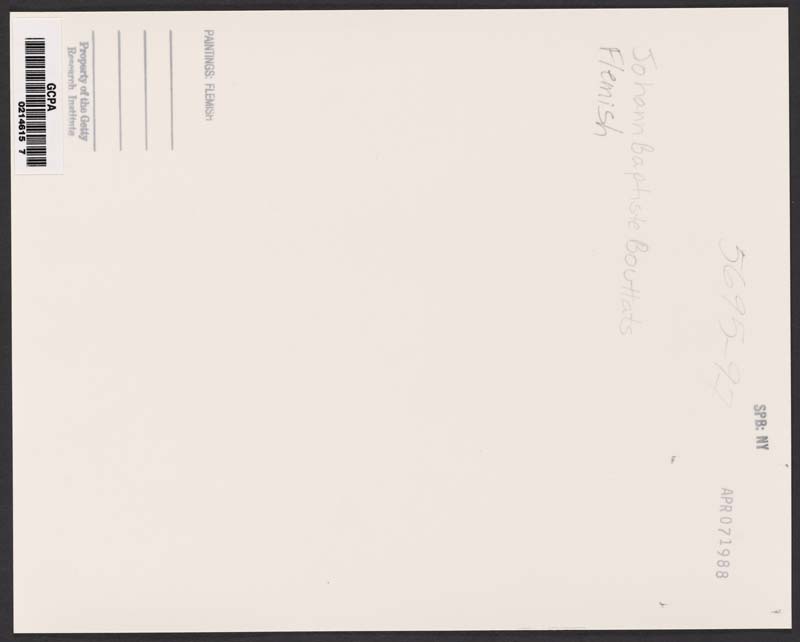 SPB: NY
APR 07 1988
5695-97
Johann Baptiste Bouttats
Flemish
PAINTINGS: FLEMISH
Property of the Getty
Research Institute
GCPA
0214615 7